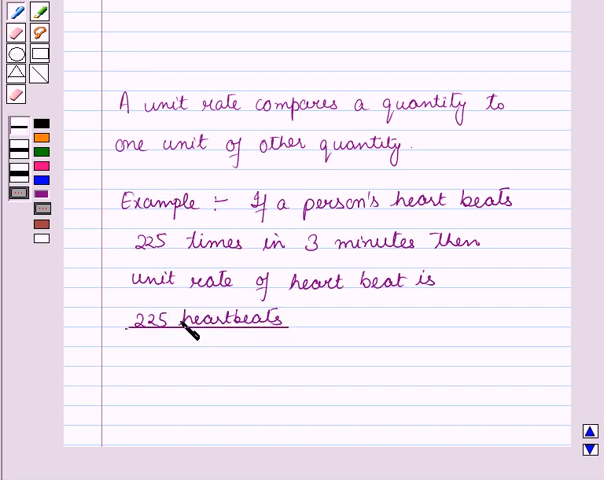 A unit rate compares a quantity to
one unit of other quantity.
Example :- If a person's heart beats
225 times in 3 minutes then
unit rate of heart beat is
225 heartbeats